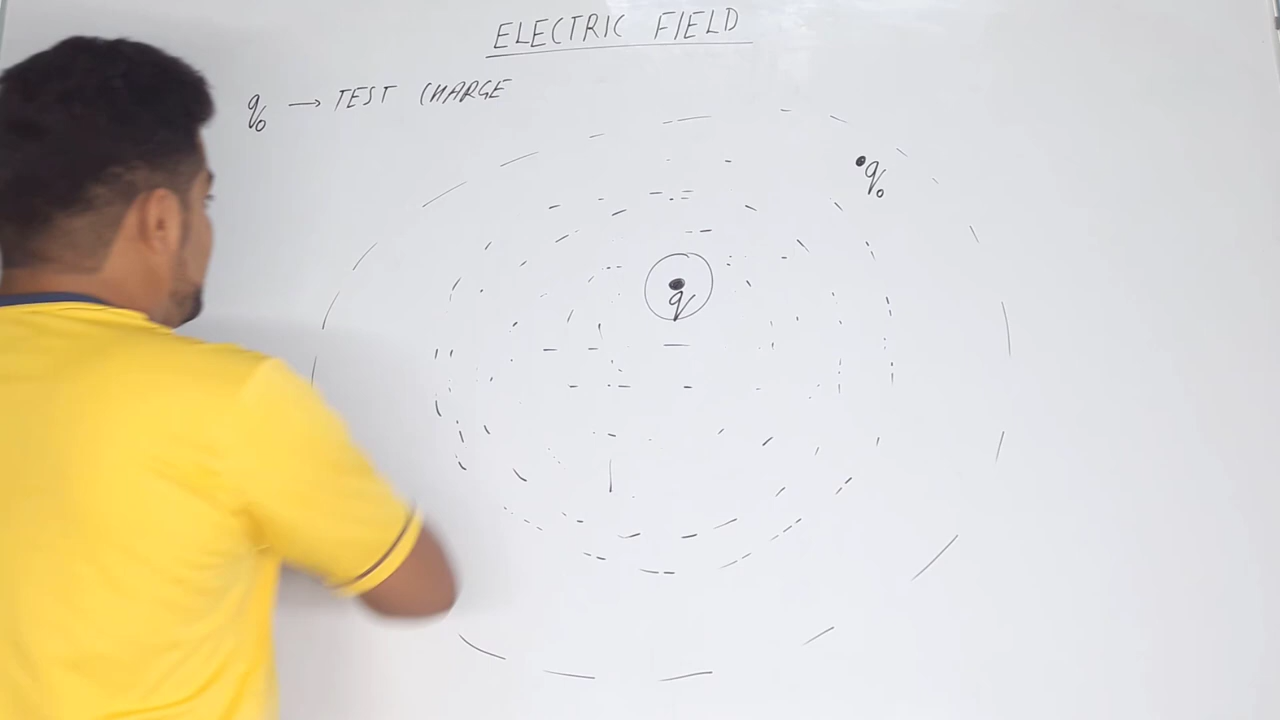 ELECTRIC FIELD
q₀ → TEST CHARGE
q₀
q